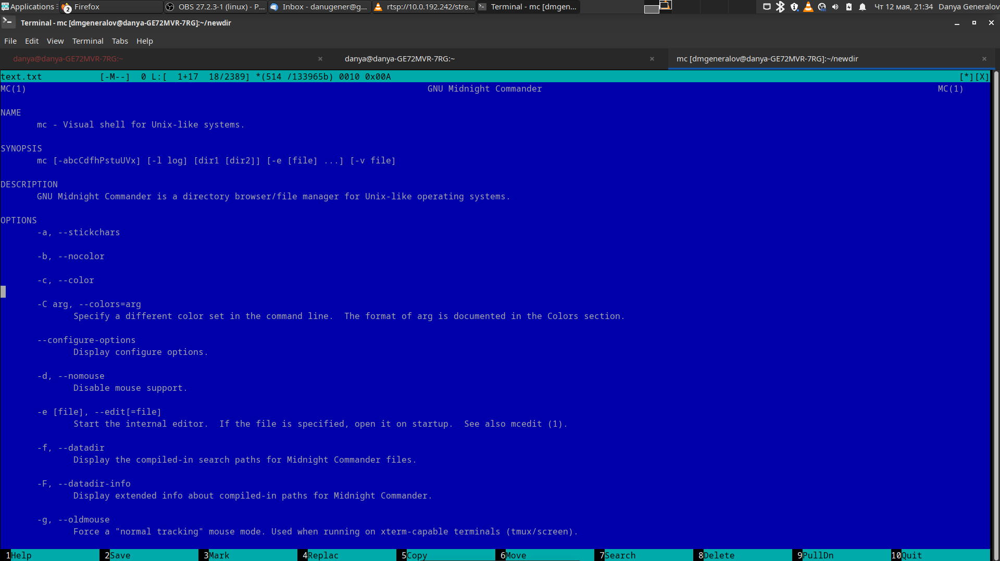 Applications 2 Firefox OBS 27.2.3-1 (linux) - P... Inbox - danugener@g... rtsp://10.0.192.242/stre... Terminal - mc [dmgen... Чт 12 мая, 21:34 Danya Generalov
Terminal - mc [dmgeneralov@danya-GE72MVR-7RG]:~/newdir
File Edit View Terminal Tabs Help
danya@danya-GE72MVR-7RG:~ danya@danya-GE72MVR-7RG:~ mc [dmgeneralov@danya-GE72MVR-7RG]:~/newdir
text.txt [-M--] 0 L:[ 1+17 18/2389] *(514 /133965b) 0010 0x00A [*][X]
MC(1) GNU Midnight Commander MC(1)
NAME
mc - Visual shell for Unix-like systems.
SYNOPSIS
mc [-abcCdfhPstuUVx] [-l log] [dir1 [dir2]] [-e [file] ...] [-v file]
DESCRIPTION
GNU Midnight Commander is a directory browser/file manager for Unix-like operating systems.
OPTIONS
-a, --stickchars
-b, --nocolor
-c, --color
-C arg, --colors=arg
Specify a different color set in the command line.  The format of arg is documented in the Colors section.
--configure-options
Display configure options.
-d, --nomouse
Disable mouse support.
-e [file], --edit[=file]
Start the internal editor.  If the file is specified, open it on startup.  See also mcedit (1).
-f, --datadir
Display the compiled-in search paths for Midnight Commander files.
-F, --datadir-info
Display extended info about compiled-in paths for Midnight Commander.
-g, --oldmouse
Force a "normal tracking" mouse mode. Used when running on xterm-capable terminals (tmux/screen).
1Help 2Save 3Mark 4Replac 5Copy 6Move 7Search 8Delete 9PullDn 10Quit